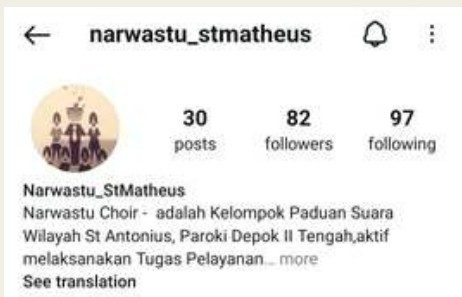 narwastu_stmatheus
30 82 97
posts followers following
Narwastu_StMatheus
Narwastu Choir - adalah Kelompok Paduan Suara
Wilayah St Antonius, Paroki Depok II Tengah,aktif
melaksanakan Tugas Pelayanan... more
See translation